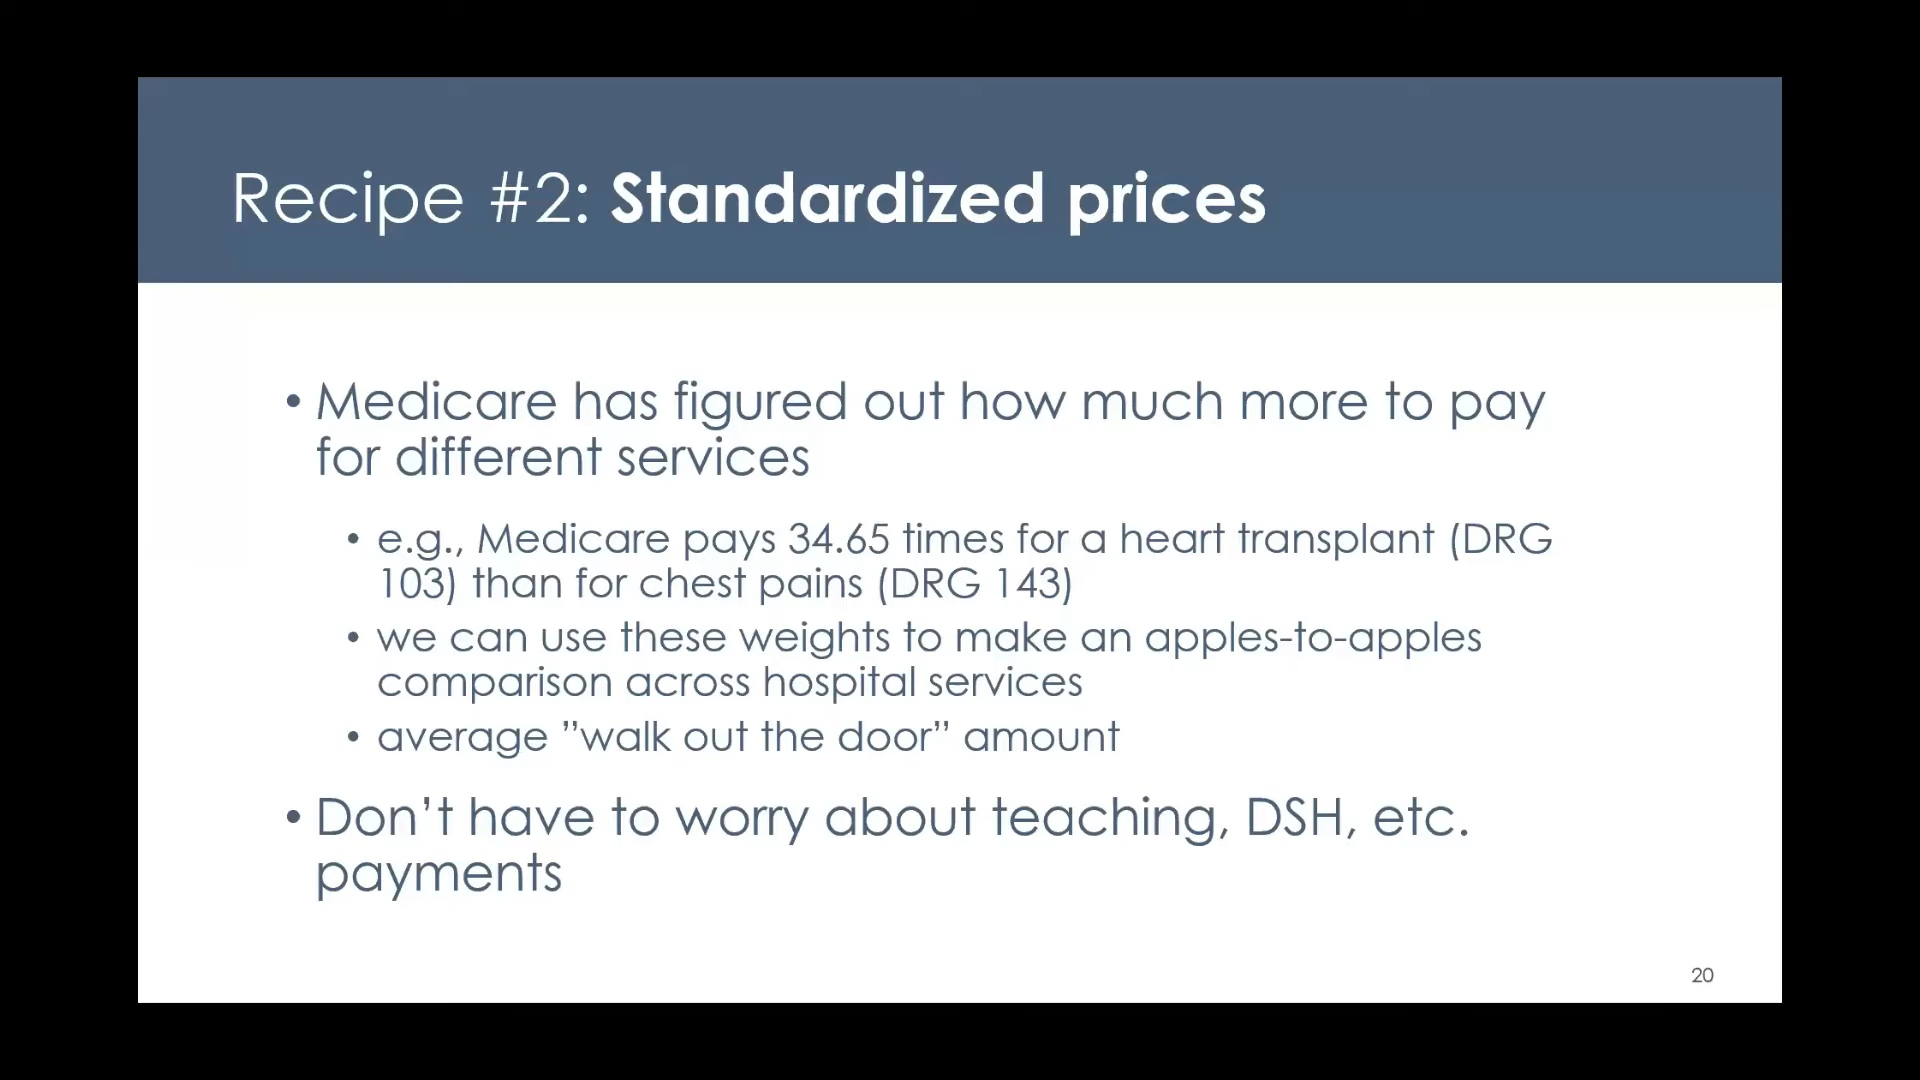 Recipe #2: Standardized prices
• Medicare has figured out how much more to pay
for different services
• e.g., Medicare pays 34.65 times for a heart transplant (DRG
103) than for chest pains (DRG 143)
• we can use these weights to make an apples-to-apples
comparison across hospital services
• average ”walk out the door” amount
• Don’t have to worry about teaching, DSH, etc.
payments
20